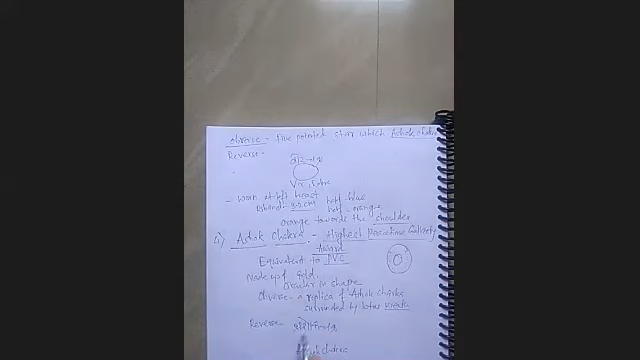 obverse - five pointed star which Ashok chakra
Reverse -
वीर चक्र
Vir chakra
- worn at left breast
Riband - 3.2 cm half blue
half - orange
orange towards the shoulder
4) Ashok Chakra - Highest Peacetime Gallantry
Award
Equivalent to PVC
made up of gold.
circular in shape
obverse - a replica of Ashok Chakra
surrounded by lotus wreath
Reverse